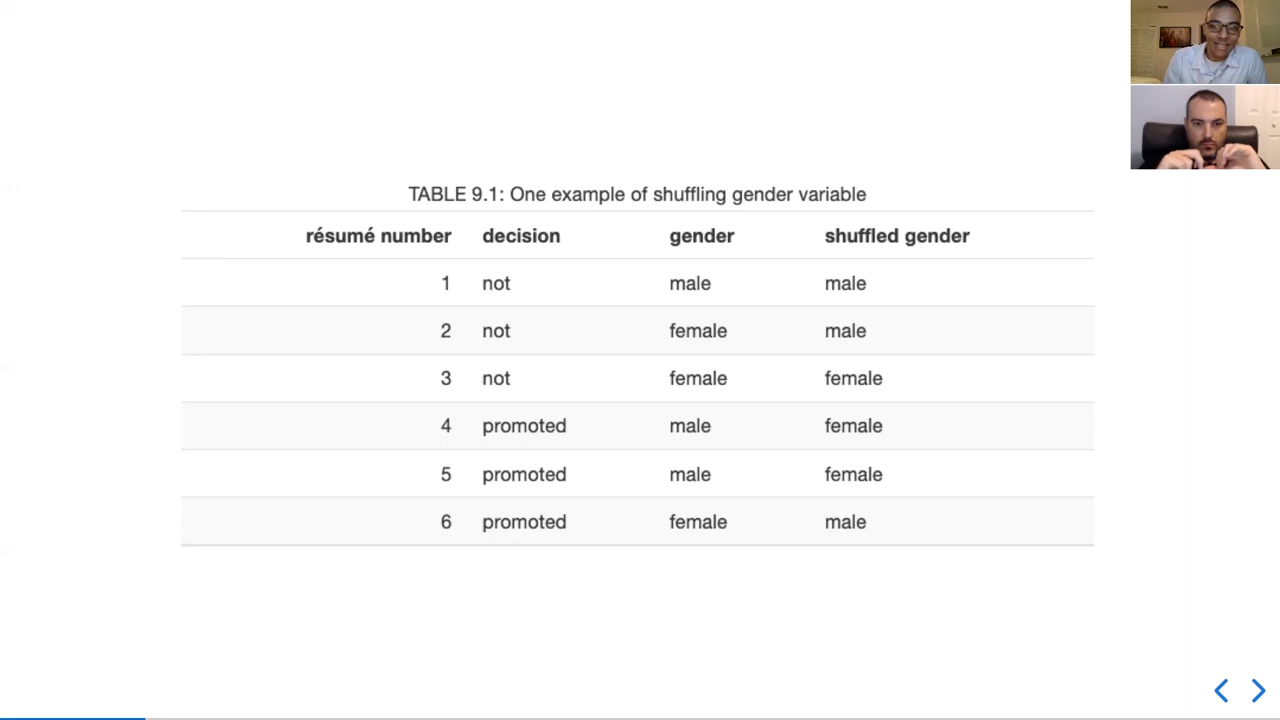 TABLE 9.1: One example of shuffling gender variable
résumé number decision gender shuffled gender
1 not male male
2 not female male
3 not female female
4 promoted male female
5 promoted male female
6 promoted female male